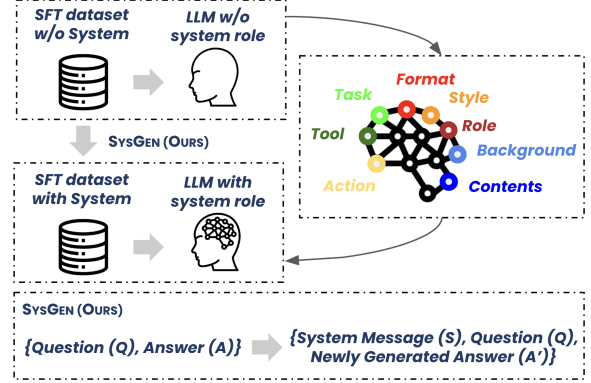 SFT dataset
w/o System
LLM w/o
system role
SYSGEN (OURS)
SFT dataset
with System
LLM with
system role
Format
Task
Style
Tool
Role
Background
Action
Contents
SYSGEN (OURS)
{Question (Q), Answer (A)}
{System Message (S), Question (Q),
Newly Generated Answer (A')}